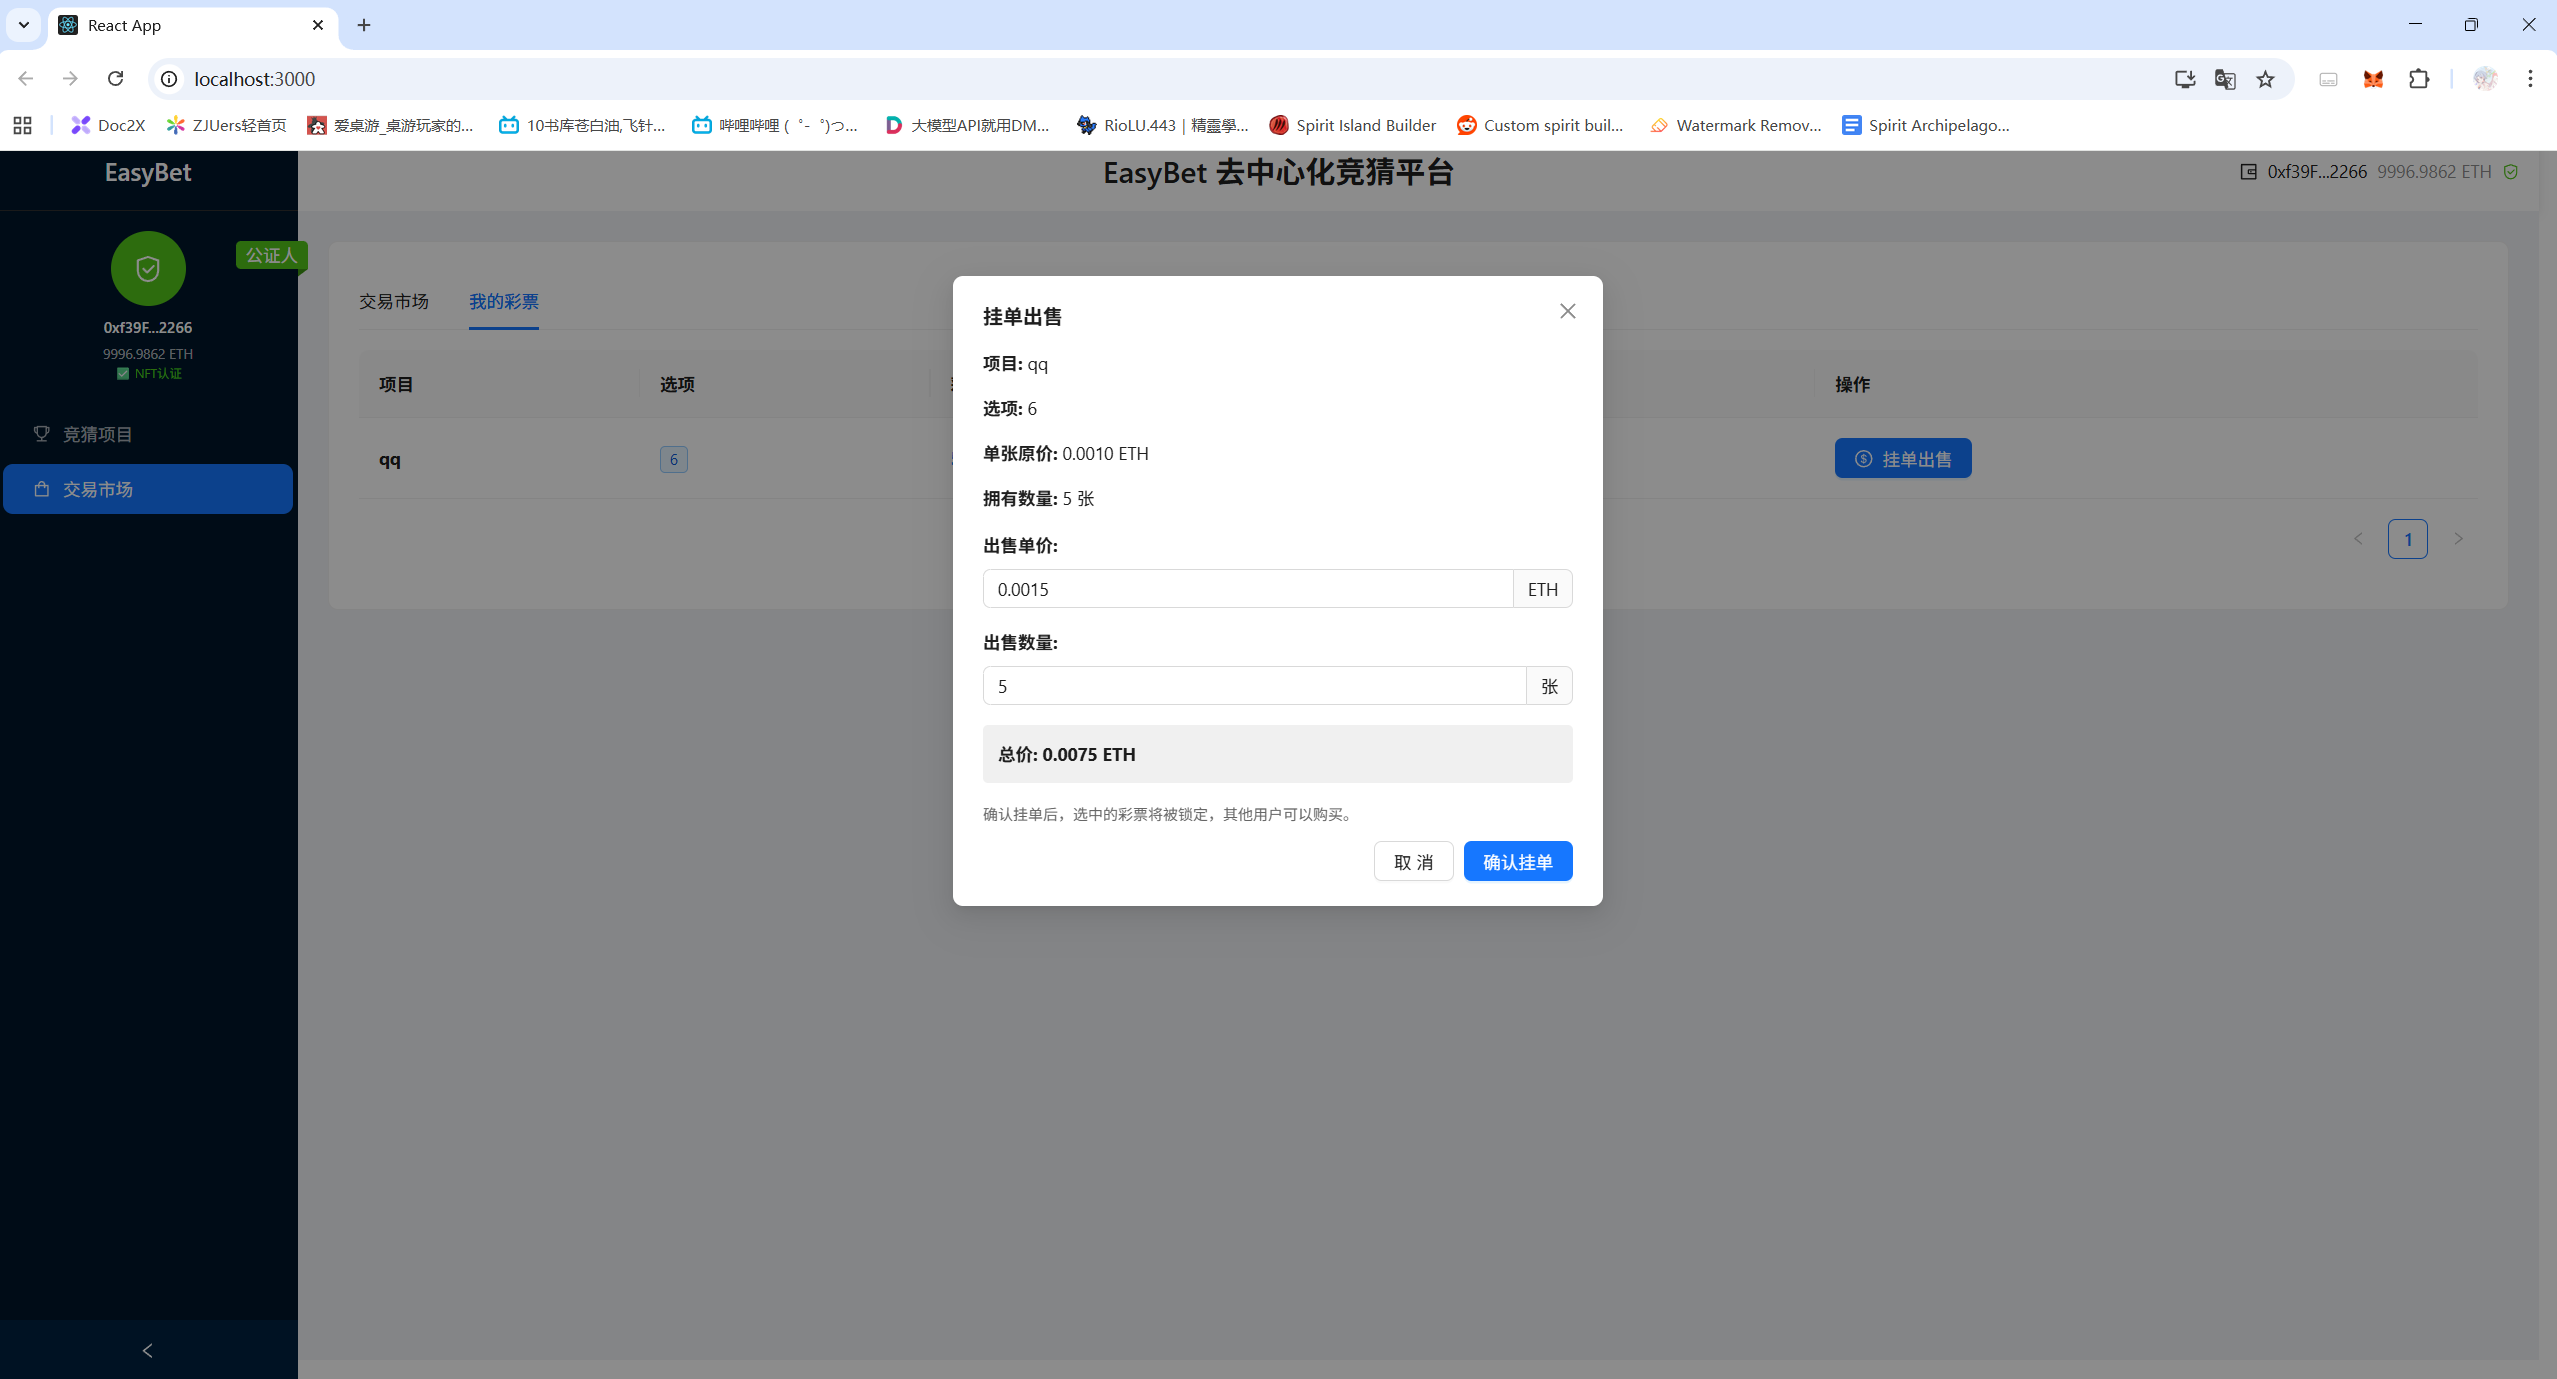 React App
localhost:3000
Doc2X
ZJUers轻首页
爱桌游_桌游玩家的...
10书库苍白油,飞针...
哔哩哔哩 ( ゜- ゜)つ...
大模型API就用DM...
RioLU.443 | 精靈學...
Spirit Island Builder
Custom spirit buil...
Watermark Remov...
Spirit Archipelago...
EasyBet
EasyBet 去中心化竞猜平台
0xf39F...2266 9996.9862 ETH
公证人
0xf39F...2266
9996.9862 ETH
NFT认证
竞猜项目
交易市场
交易市场 我的彩票
项目 选项 操作
qq 6 挂单出售
1
挂单出售
项目: qq
选项: 6
单张原价: 0.0010 ETH
拥有数量: 5 张
出售单价:
0.0015 ETH
出售数量:
5 张
总价: 0.0075 ETH
确认挂单后，选中的彩票将被锁定，其他用户可以购买。
取 消 确认挂单